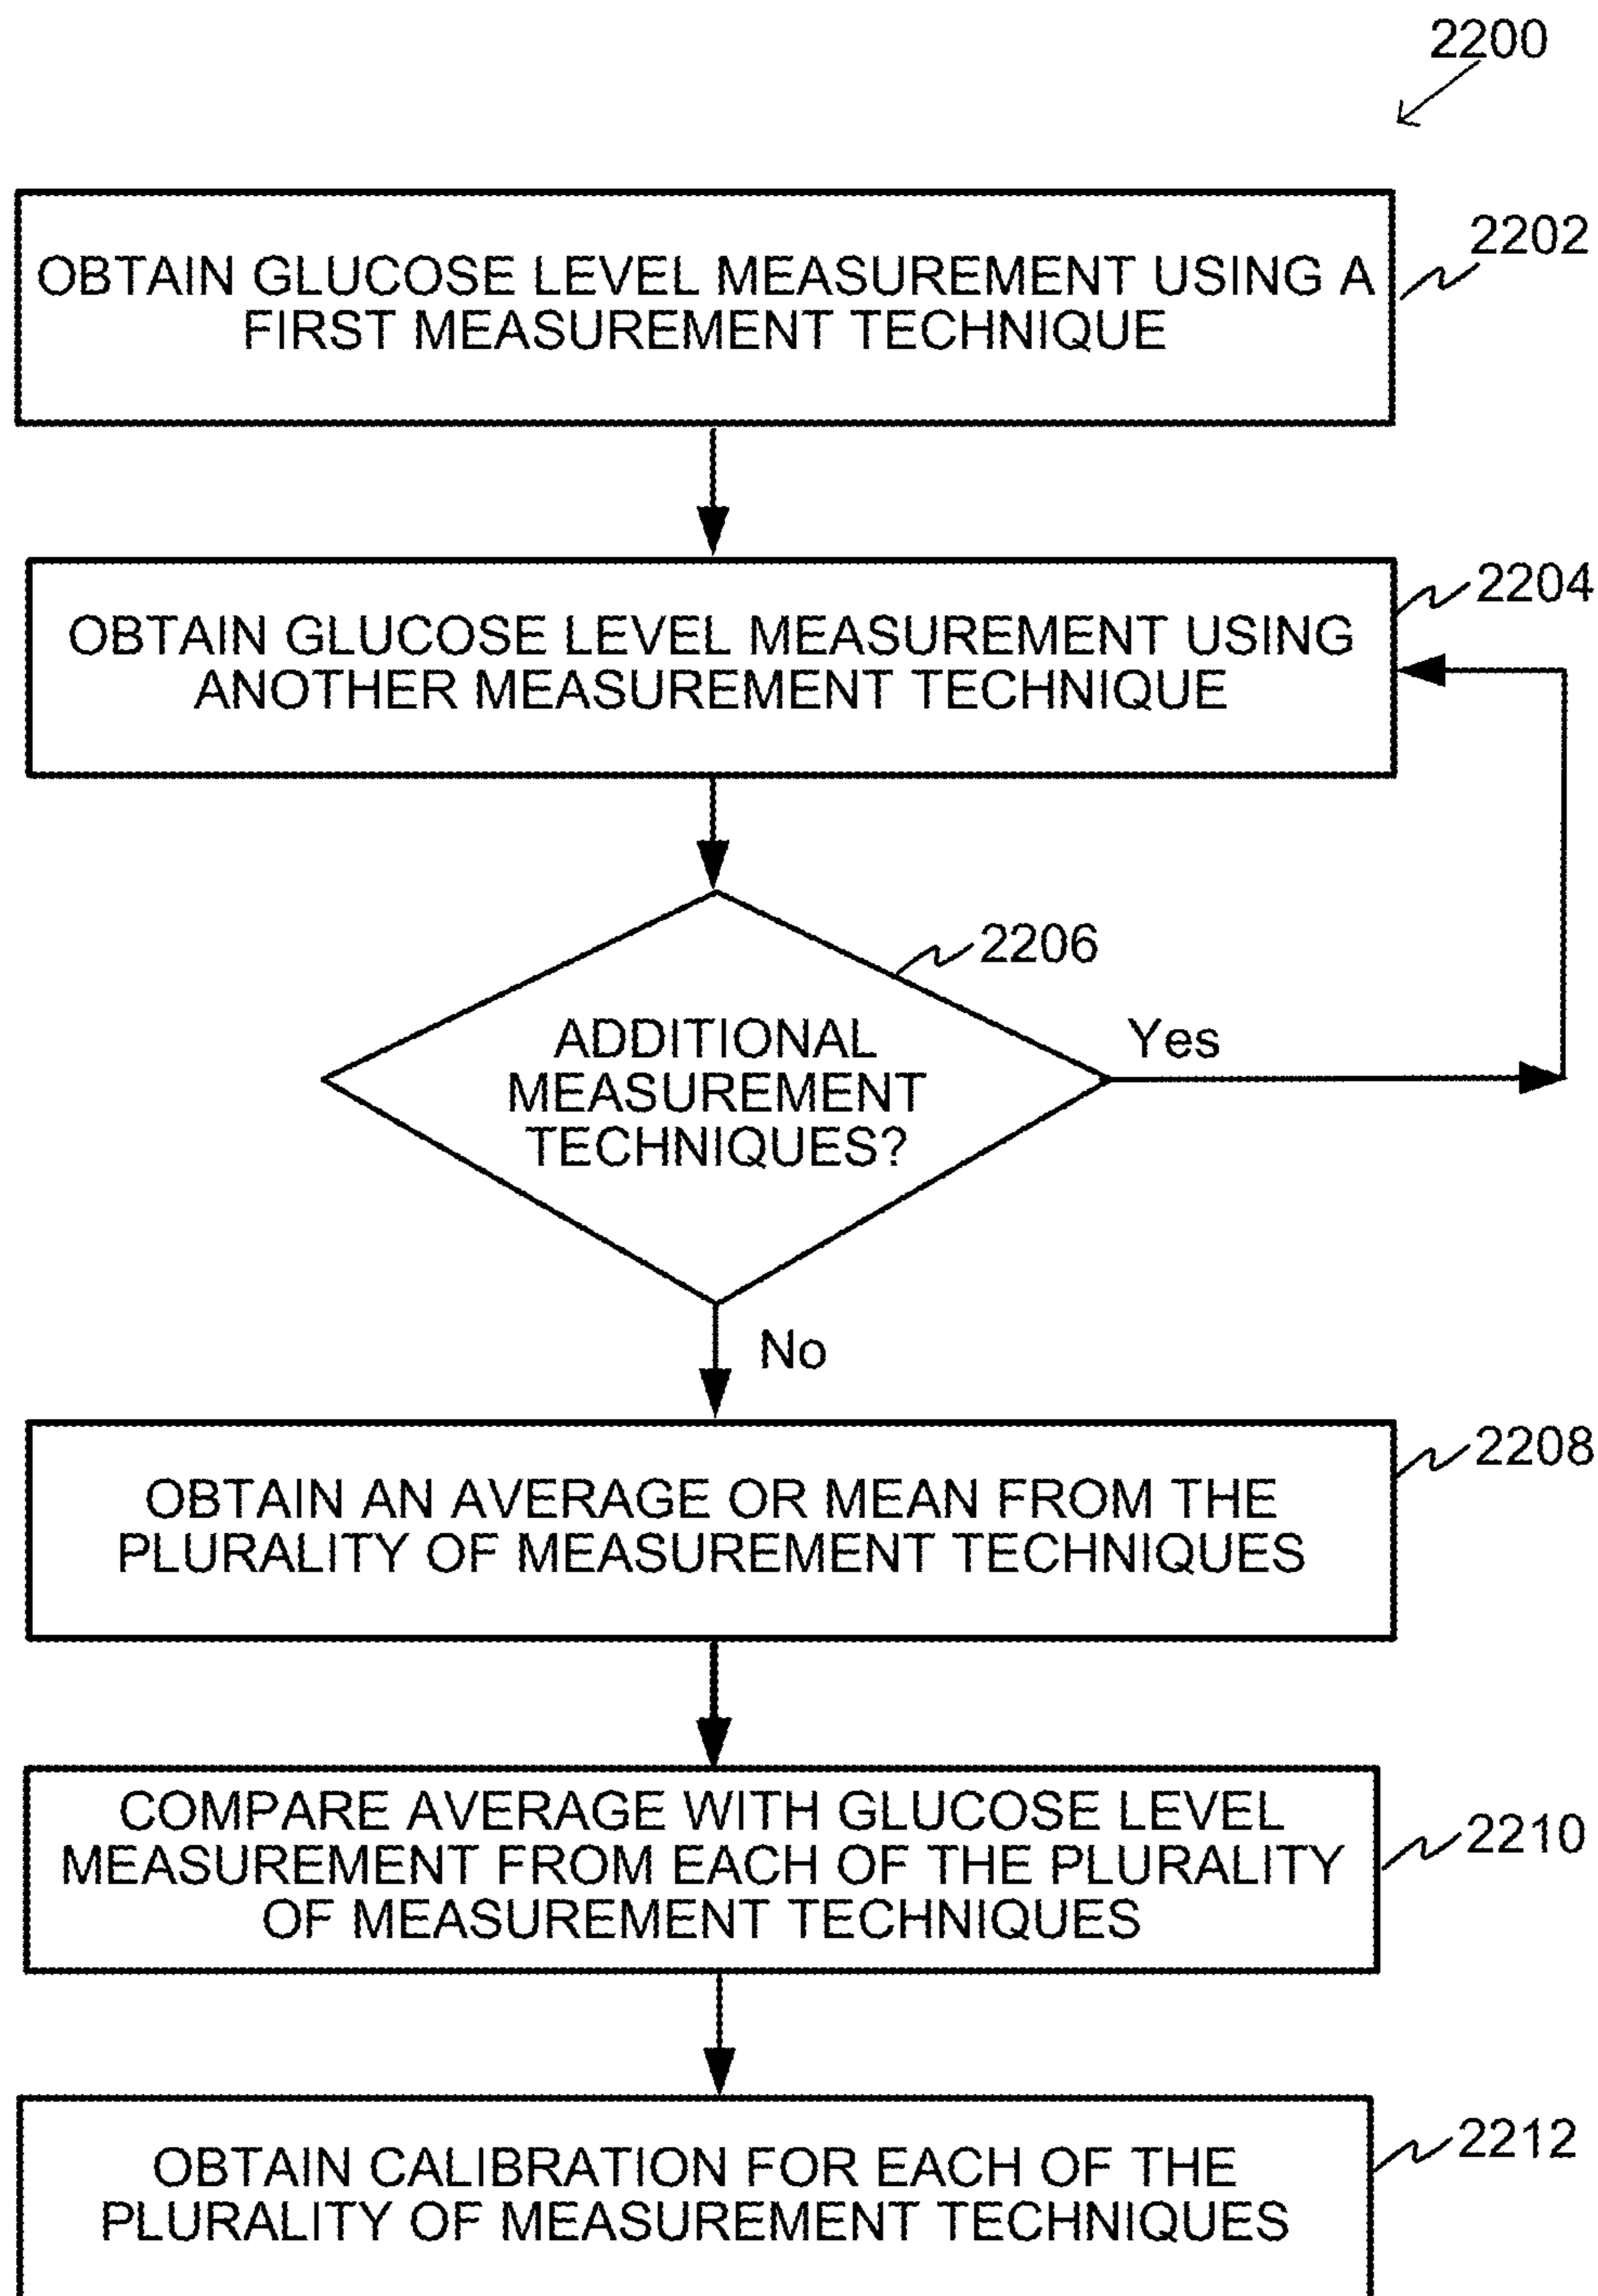 2200
OBTAIN GLUCOSE LEVEL MEASUREMENT USING A
FIRST MEASUREMENT TECHNIQUE
2202
OBTAIN GLUCOSE LEVEL MEASUREMENT USING
ANOTHER MEASUREMENT TECHNIQUE
2204
2206
ADDITIONAL
MEASUREMENT
TECHNIQUES?
Yes
No
OBTAIN AN AVERAGE OR MEAN FROM THE
PLURALITY OF MEASUREMENT TECHNIQUES
2208
COMPARE AVERAGE WITH GLUCOSE LEVEL
MEASUREMENT FROM EACH OF THE PLURALITY
OF MEASUREMENT TECHNIQUES
2210
OBTAIN CALIBRATION FOR EACH OF THE
PLURALITY OF MEASUREMENT TECHNIQUES
2212